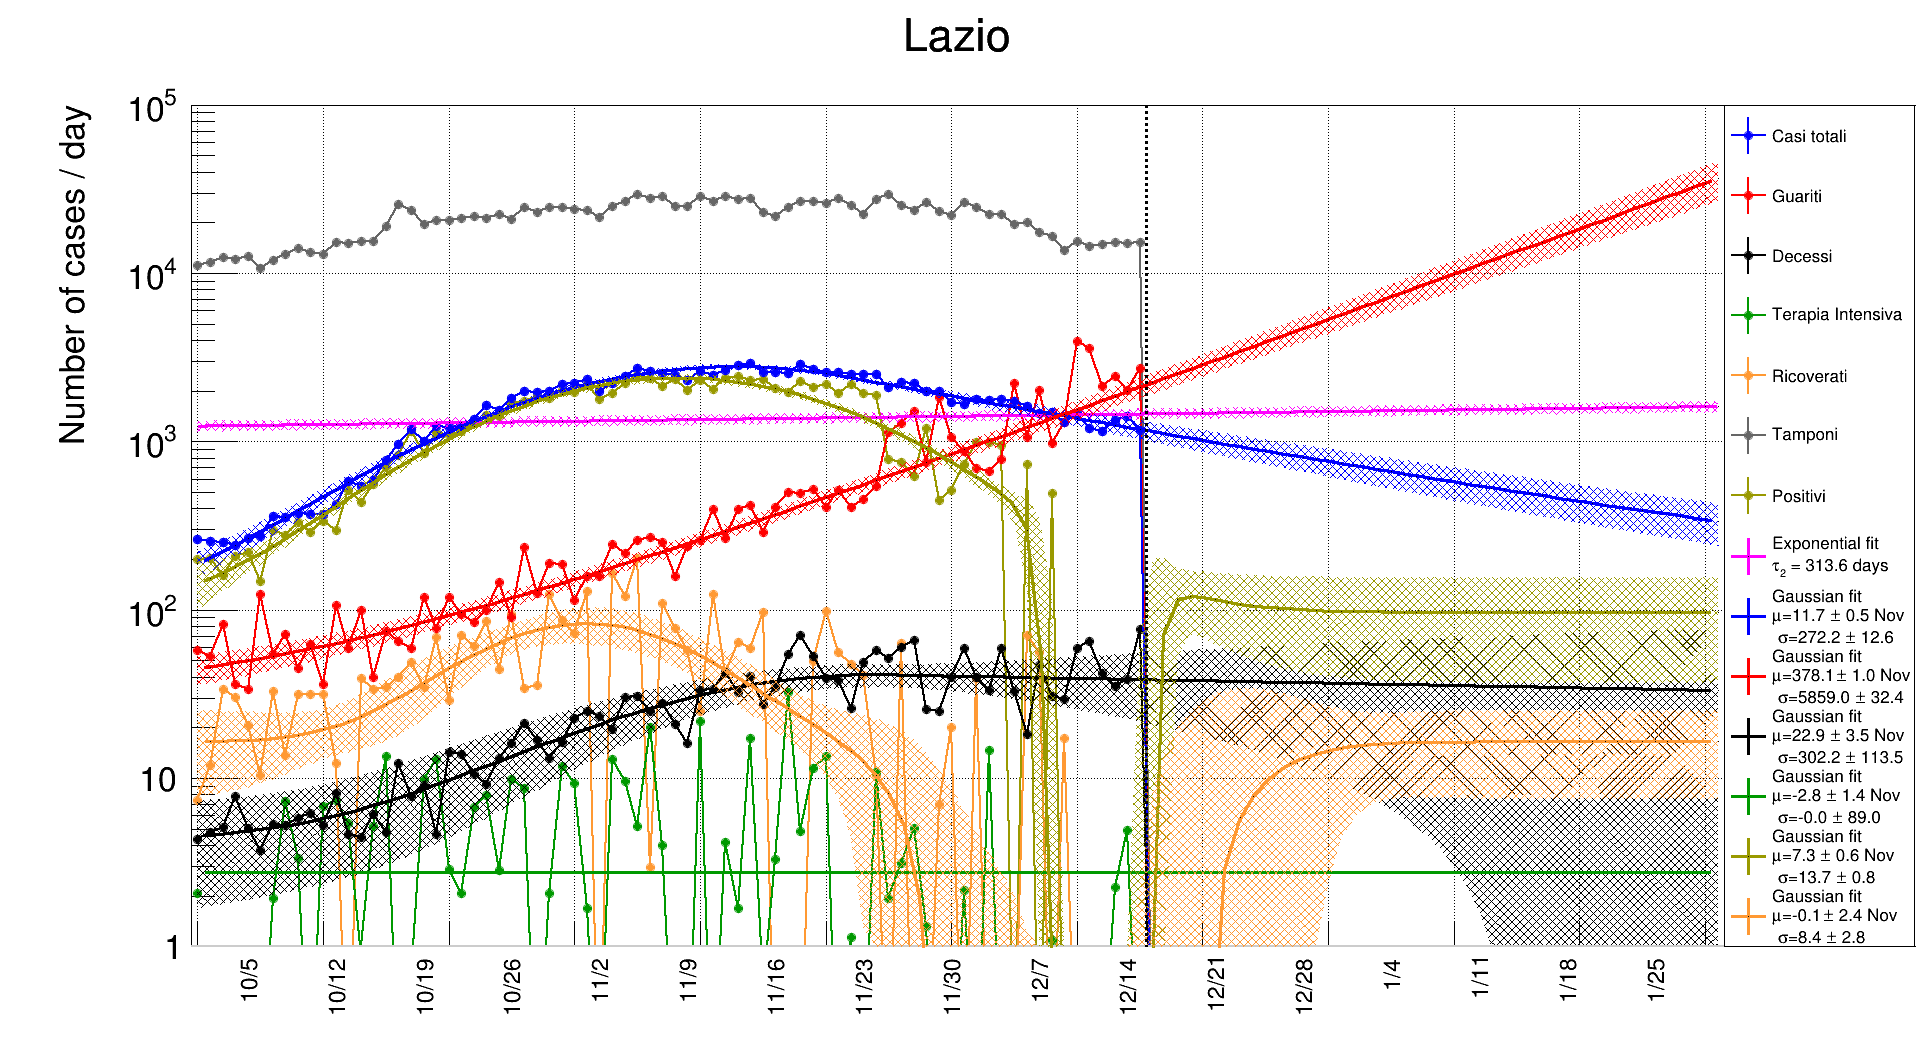 Lazio
Number of cases / day
10^5
10^4
10^3
10^2
10
1
10/5
10/12
10/19
10/26
11/2
11/9
11/16
11/23
11/30
12/7
12/14
12/21
12/28
1/4
1/11
1/18
1/25
Casi totali
Guariti
Decessi
Terapia Intensiva
Ricoverati
Tamponi
Positivi
Exponential fit
τ₂ = 313.6 days
Gaussian fit
μ=11.7 ± 0.5 Nov
σ=272.2 ± 12.6
Gaussian fit
μ=378.1 ± 1.0 Nov
σ=5859.0 ± 32.4
Gaussian fit
μ=22.9 ± 3.5 Nov
σ=302.2 ± 113.5
Gaussian fit
μ=-2.8 ± 1.4 Nov
σ=-0.0 ± 89.0
Gaussian fit
μ=7.3 ± 0.6 Nov
σ=13.7 ± 0.8
Gaussian fit
μ=-0.1 ± 2.4 Nov
σ=8.4 ± 2.8